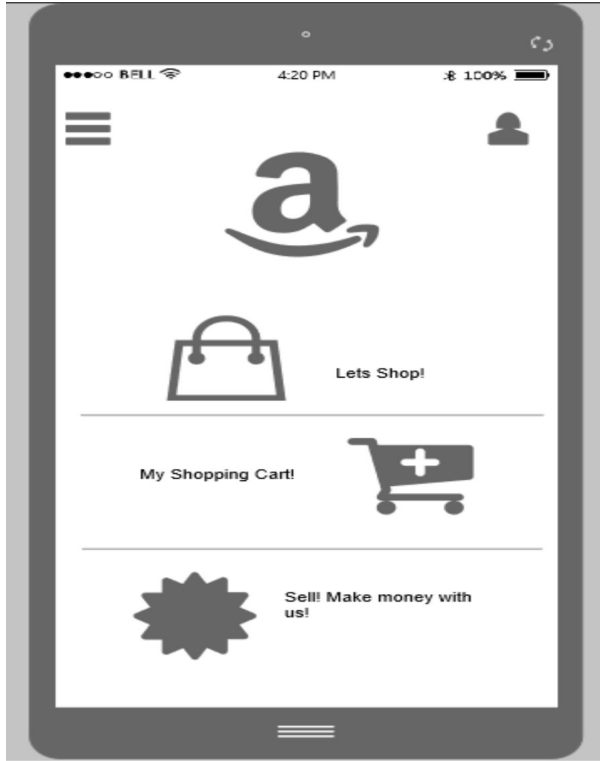 BELL 4:20 PM 100%
a
Lets Shop!
My Shopping Cart!
Sell! Make money with
us!